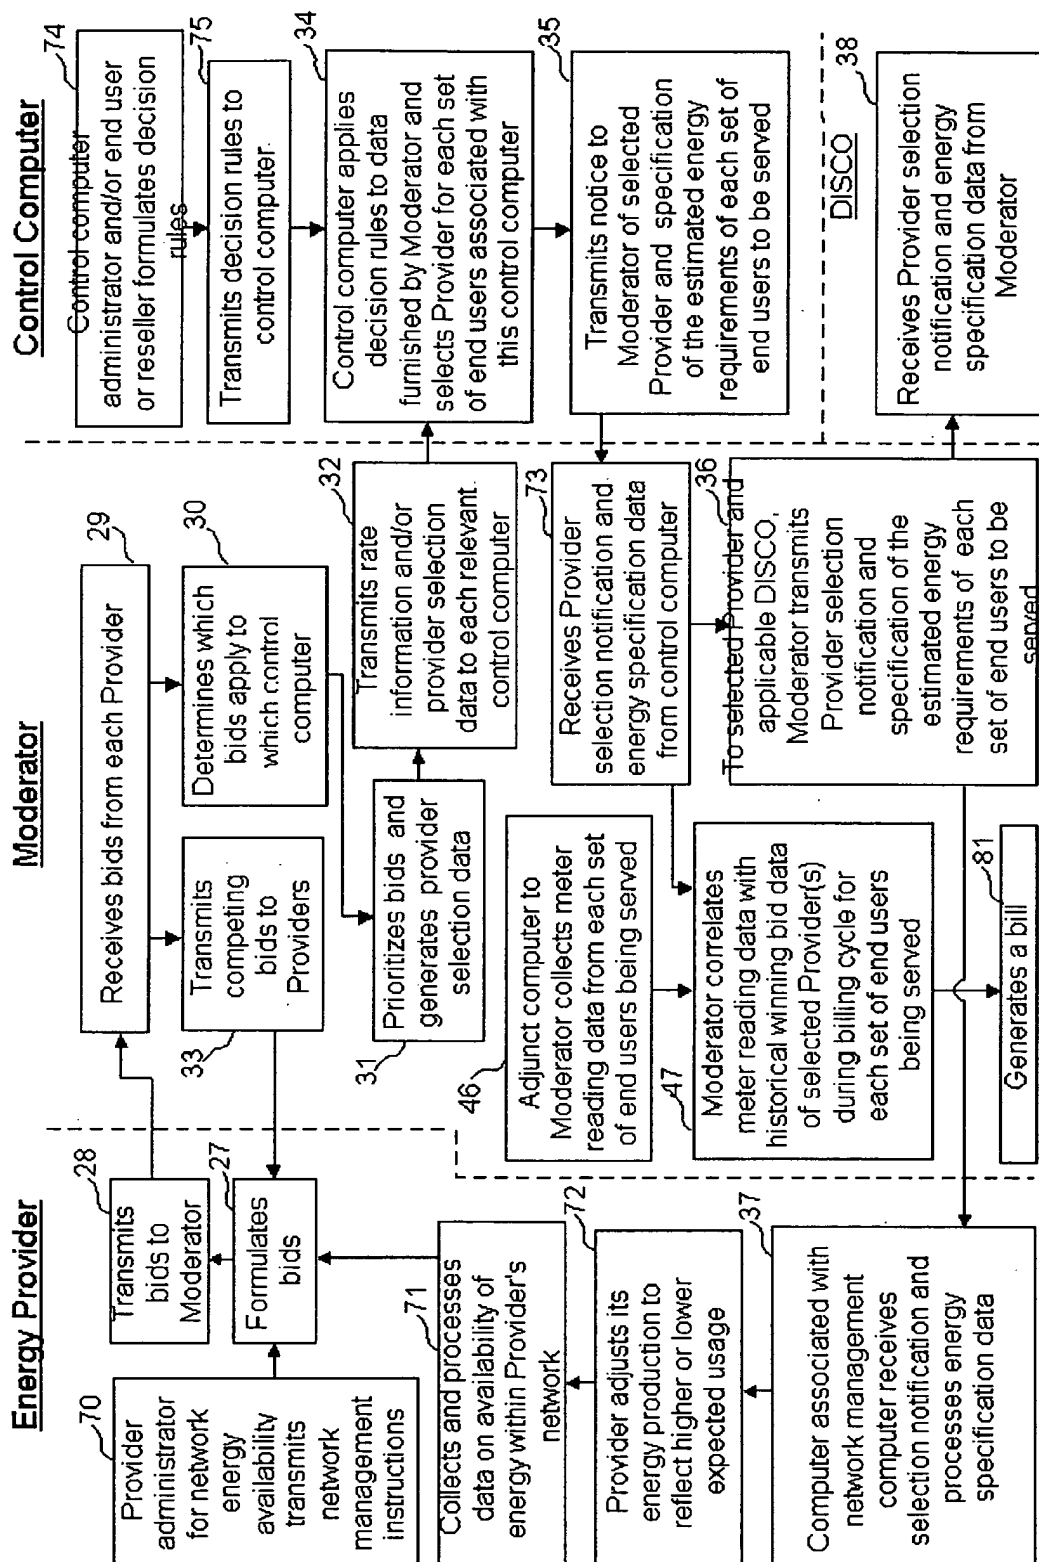 Energy Provider
70
Provider
administrator
for network
energy
availability
transmits
network
management
instructions
28
Transmits
bids to
Moderator
27
Formulates
bids
71
Collects and processes
data on availability of
energy within Provider's
network
72
Provider adjusts its
energy production to
reflect higher or lower
expected usage
37
Computer associated with
network management
computer receives
selection notification and
processes energy
specification data
Moderator
29
Receives bids from each Provider
33
Transmits
competing
bids to
Providers
30
Determines which
bids apply to
which control
computer
31
Prioritizes bids and
generates provider
selection data
32
Transmits rate
information and/or
provider selection
data to each relevant
control computer
46
Adjunct computer to
Moderator collects meter
reading data from each set
of end users being served
73
Receives Provider
selection notification and
energy specification data
from control computer
47
Moderator correlates
meter reading data with
historical winning bid data
of selected Provider(s)
during billing cycle for
each set of end users
being served
36
To selected Provider and
applicable DISCO,
Moderator transmits
Provider selection
notification and
specification of the
estimated energy
requirements of each
set of end users to be
served
81
Generates a bill
Control Computer
74
Control computer
administrator and/or end user
or reseller formulates decision
rules
75
Transmits decision rules to
control computer
34
Control computer applies
decision rules to data
furnished by Moderator and
selects Provider for each set
of end users associated with
this control computer
35
Transmits notice to
Moderator of selected
Provider and specification
of the estimated energy
requirements of each set of
end users to be served
DISCO
38
Receives Provider selection
notification and energy
specification data from
Moderator